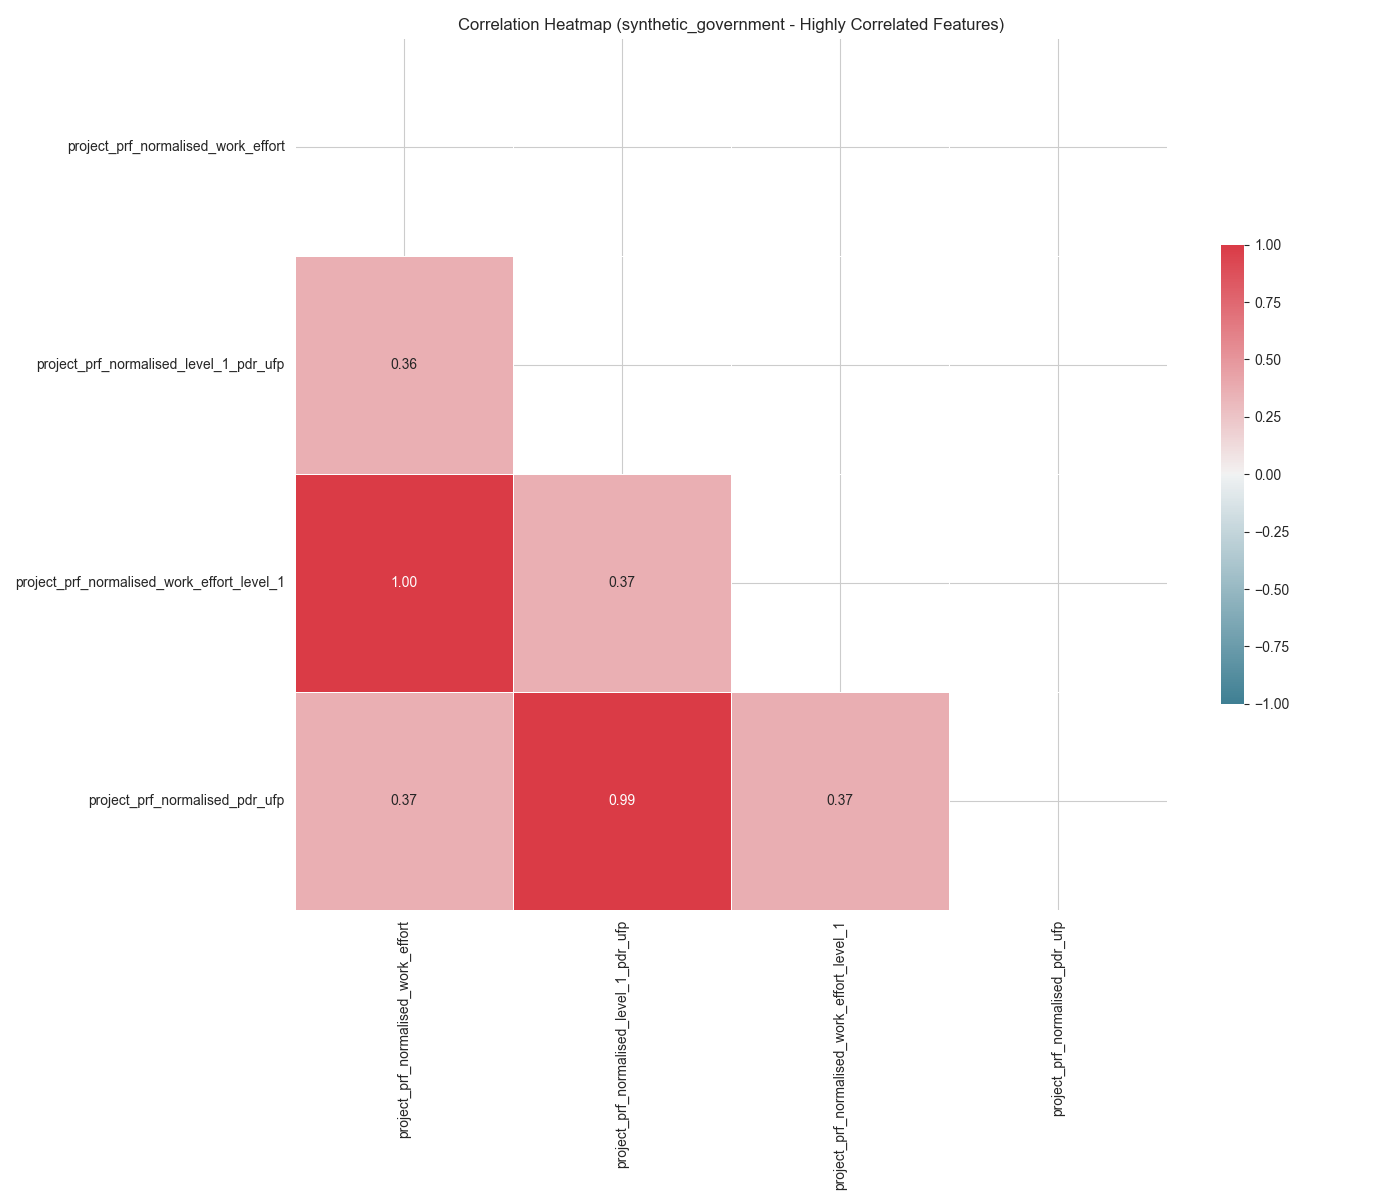 Correlation Heatmap (synthetic_government - Highly Correlated Features)
project_prf_normalised_work_effort
project_prf_normalised_level_1_pdr_ufp
0.36
project_prf_normalised_work_effort_level_1
1.00
0.37
project_prf_normalised_pdr_ufp
0.37
0.99
0.37
project_prf_normalised_work_effort
project_prf_normalised_level_1_pdr_ufp
project_prf_normalised_work_effort_level_1
project_prf_normalised_pdr_ufp
1.00
0.75
0.50
0.25
0.00
−0.25
−0.50
−0.75
−1.00